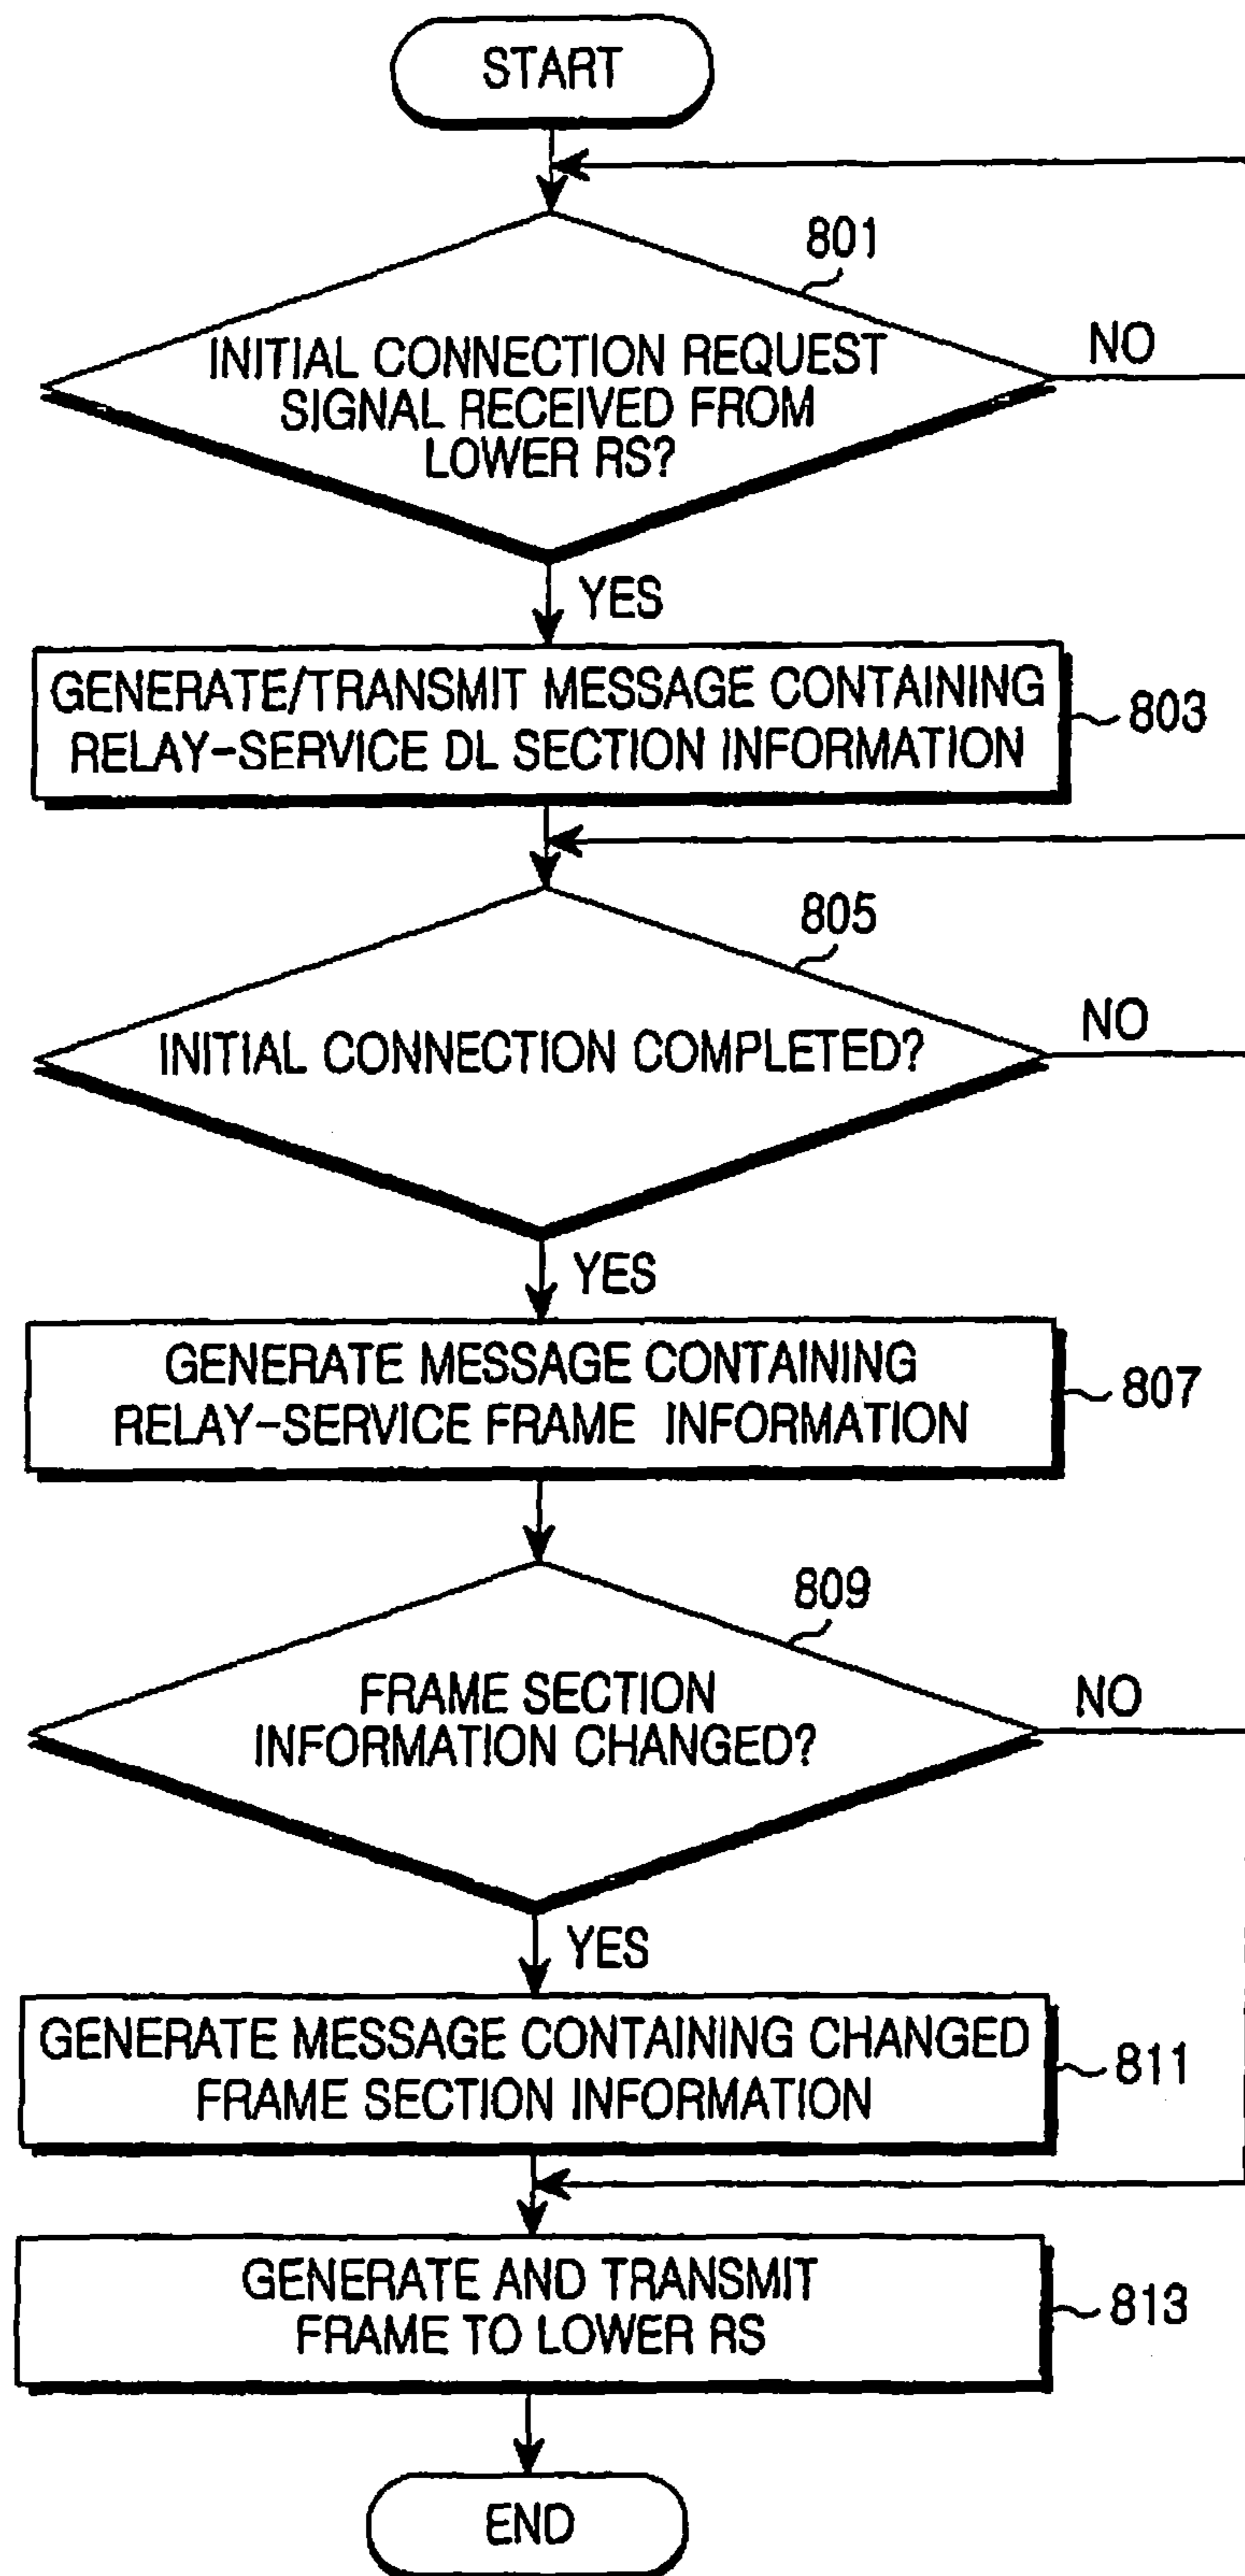 START
801
INITIAL CONNECTION REQUEST
SIGNAL RECEIVED FROM
LOWER RS?
NO
YES
GENERATE/TRANSMIT MESSAGE CONTAINING
RELAY-SERVICE DL SECTION INFORMATION
803
805
INITIAL CONNECTION COMPLETED?
NO
YES
GENERATE MESSAGE CONTAINING
RELAY-SERVICE FRAME INFORMATION
807
809
FRAME SECTION
INFORMATION CHANGED?
NO
YES
GENERATE MESSAGE CONTAINING CHANGED
FRAME SECTION INFORMATION
811
GENERATE AND TRANSMIT
FRAME TO LOWER RS
813
END